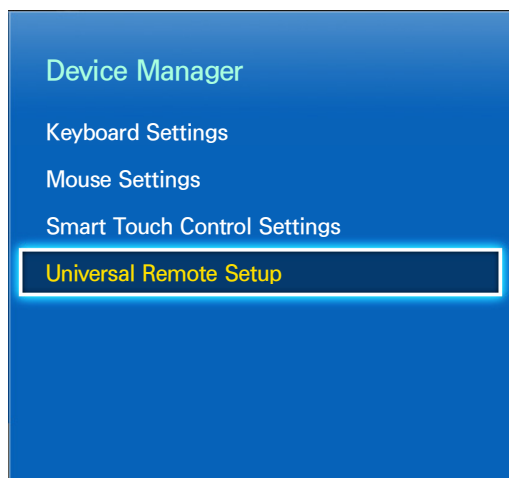 Device Manager
Keyboard Settings
Mouse Settings
Smart Touch Control Settings
Universal Remote Setup